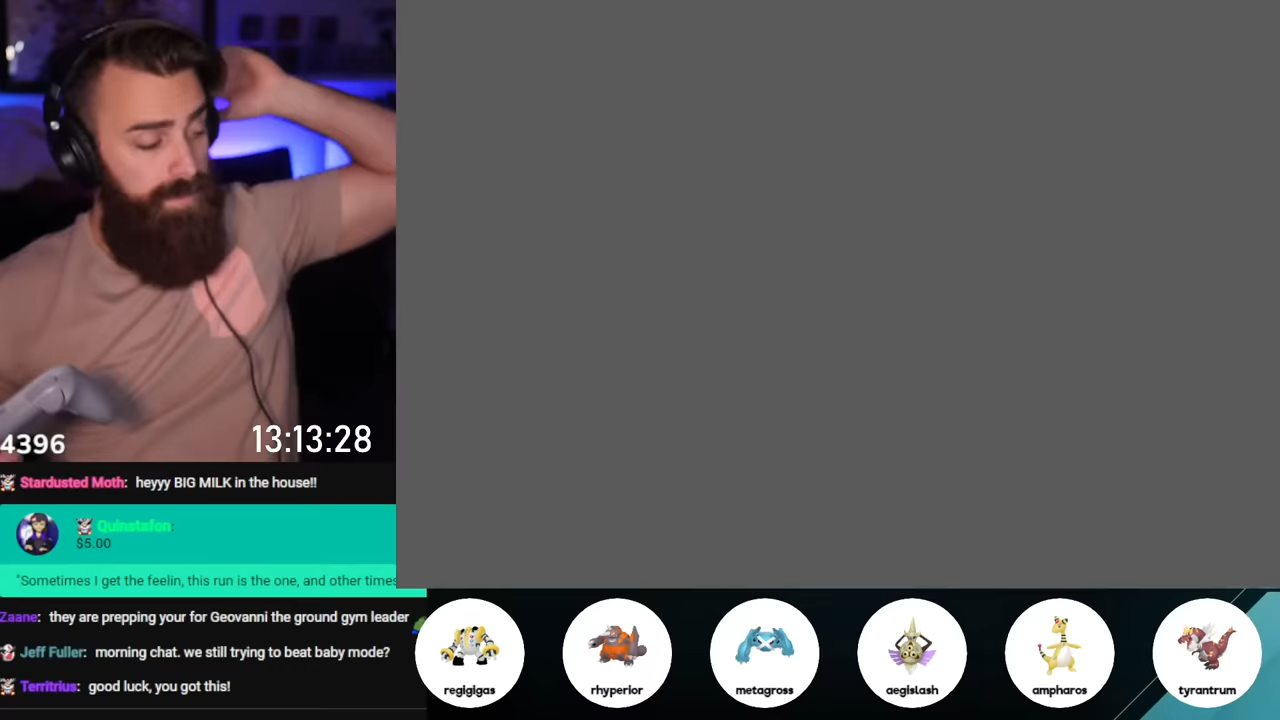 4396
13:13:28
Stardusted Moth: heyyy BIG MILK in the house!!
Quinstafon:
$5.00
"Sometimes I get the feelin, this run is the one, and other times
Zaane: they are prepping your for Geovanni the ground gym leader
Jeff Fuller: morning chat. we still trying to beat baby mode?
Territrius: good luck, you got this!
regigigas
rhyperior
metagross
aegislash
ampharos
tyrantrum